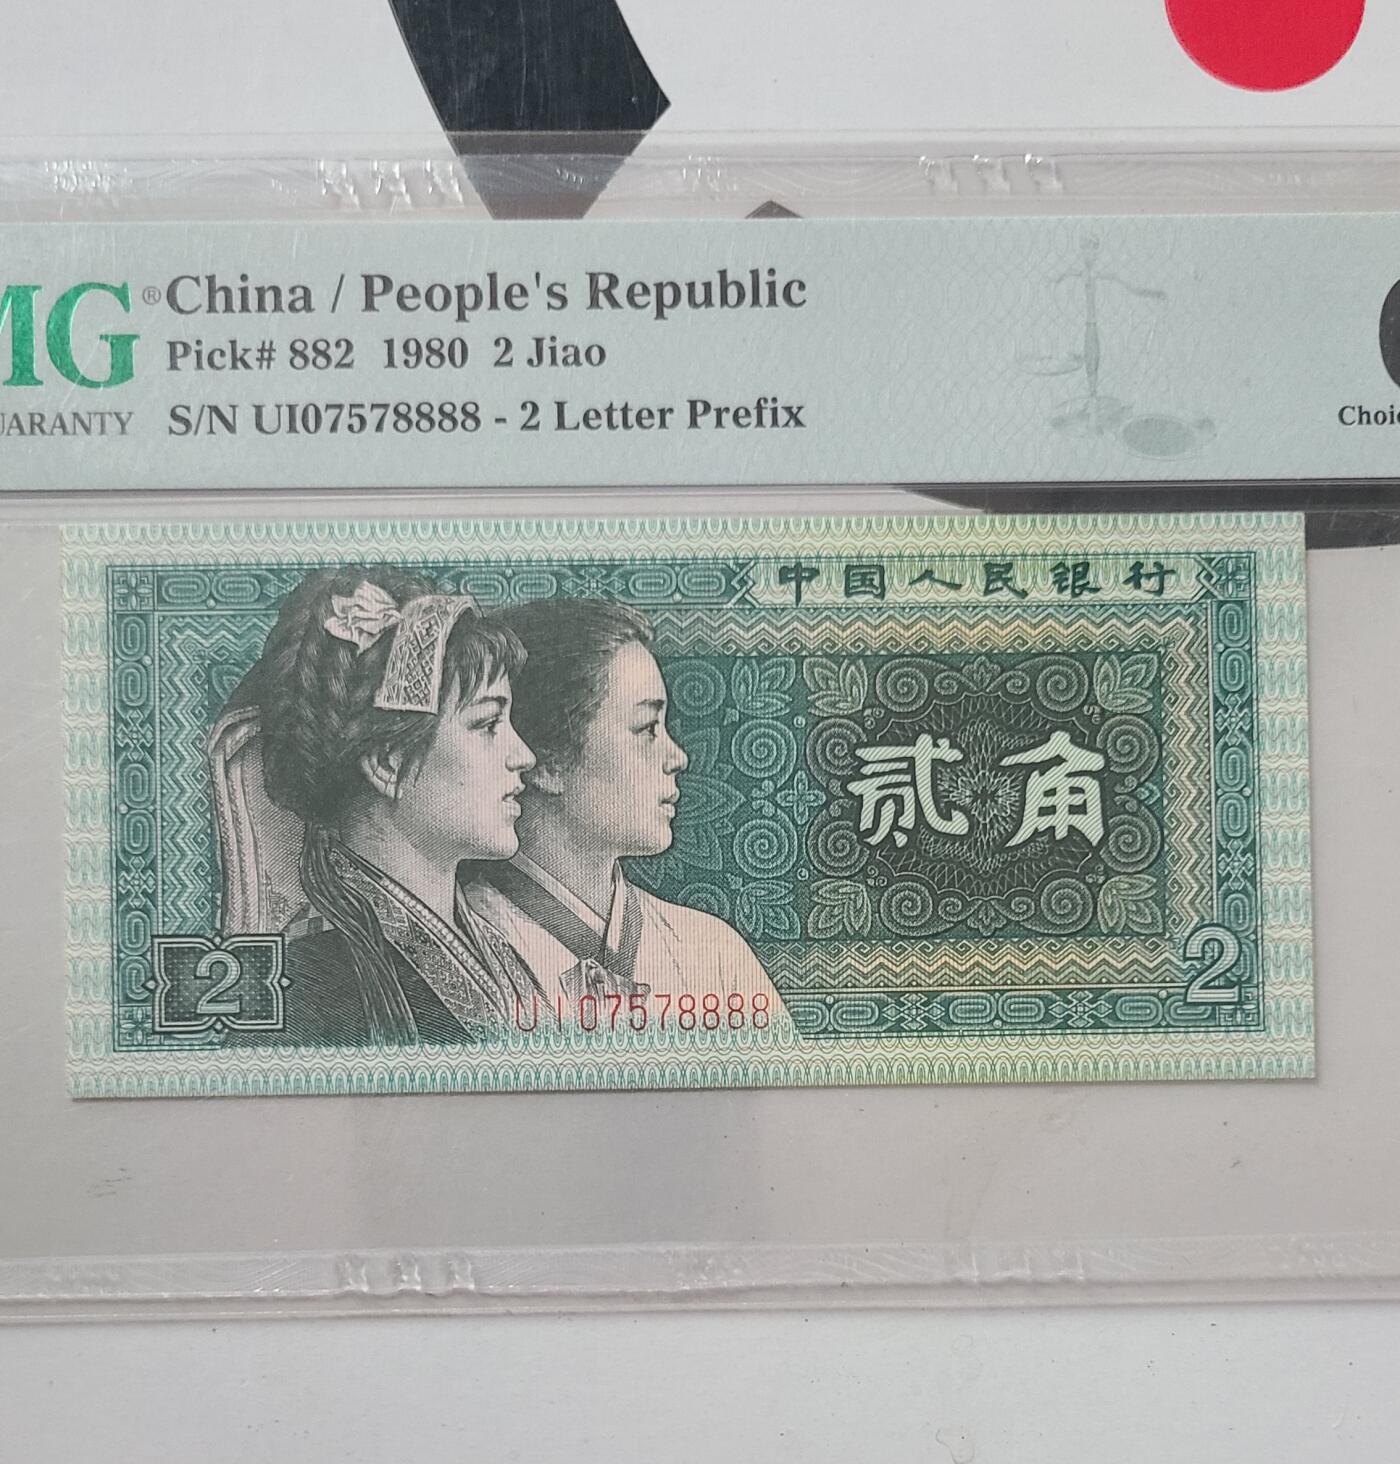 MG® China / People's Republic
Pick# 882 1980 2 Jiao
UARANTY S/N UI07578888 - 2 Letter Prefix
Choic
中国人民银行
贰角
2
2
UI07578888